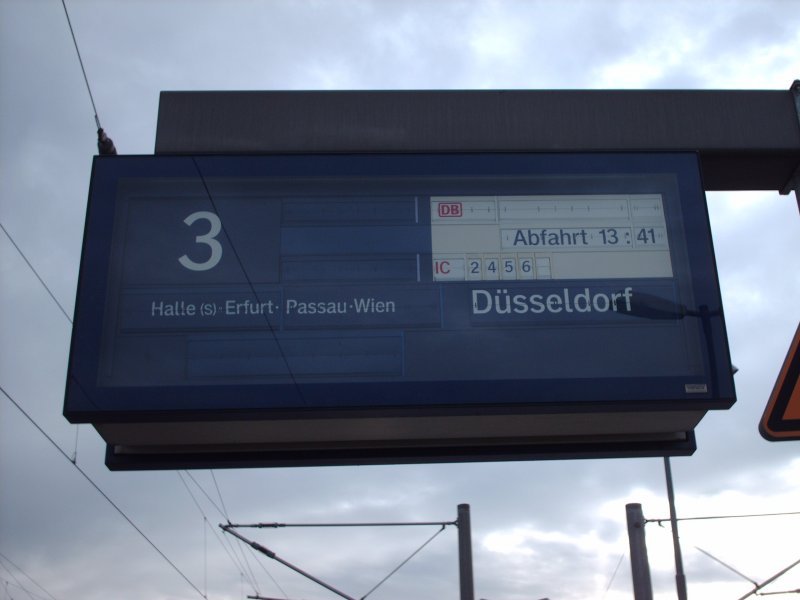 3
DB
Abfahrt 13:41
IC 2456
Halle (S)·Erfurt·Passau·Wien
Düsseldorf